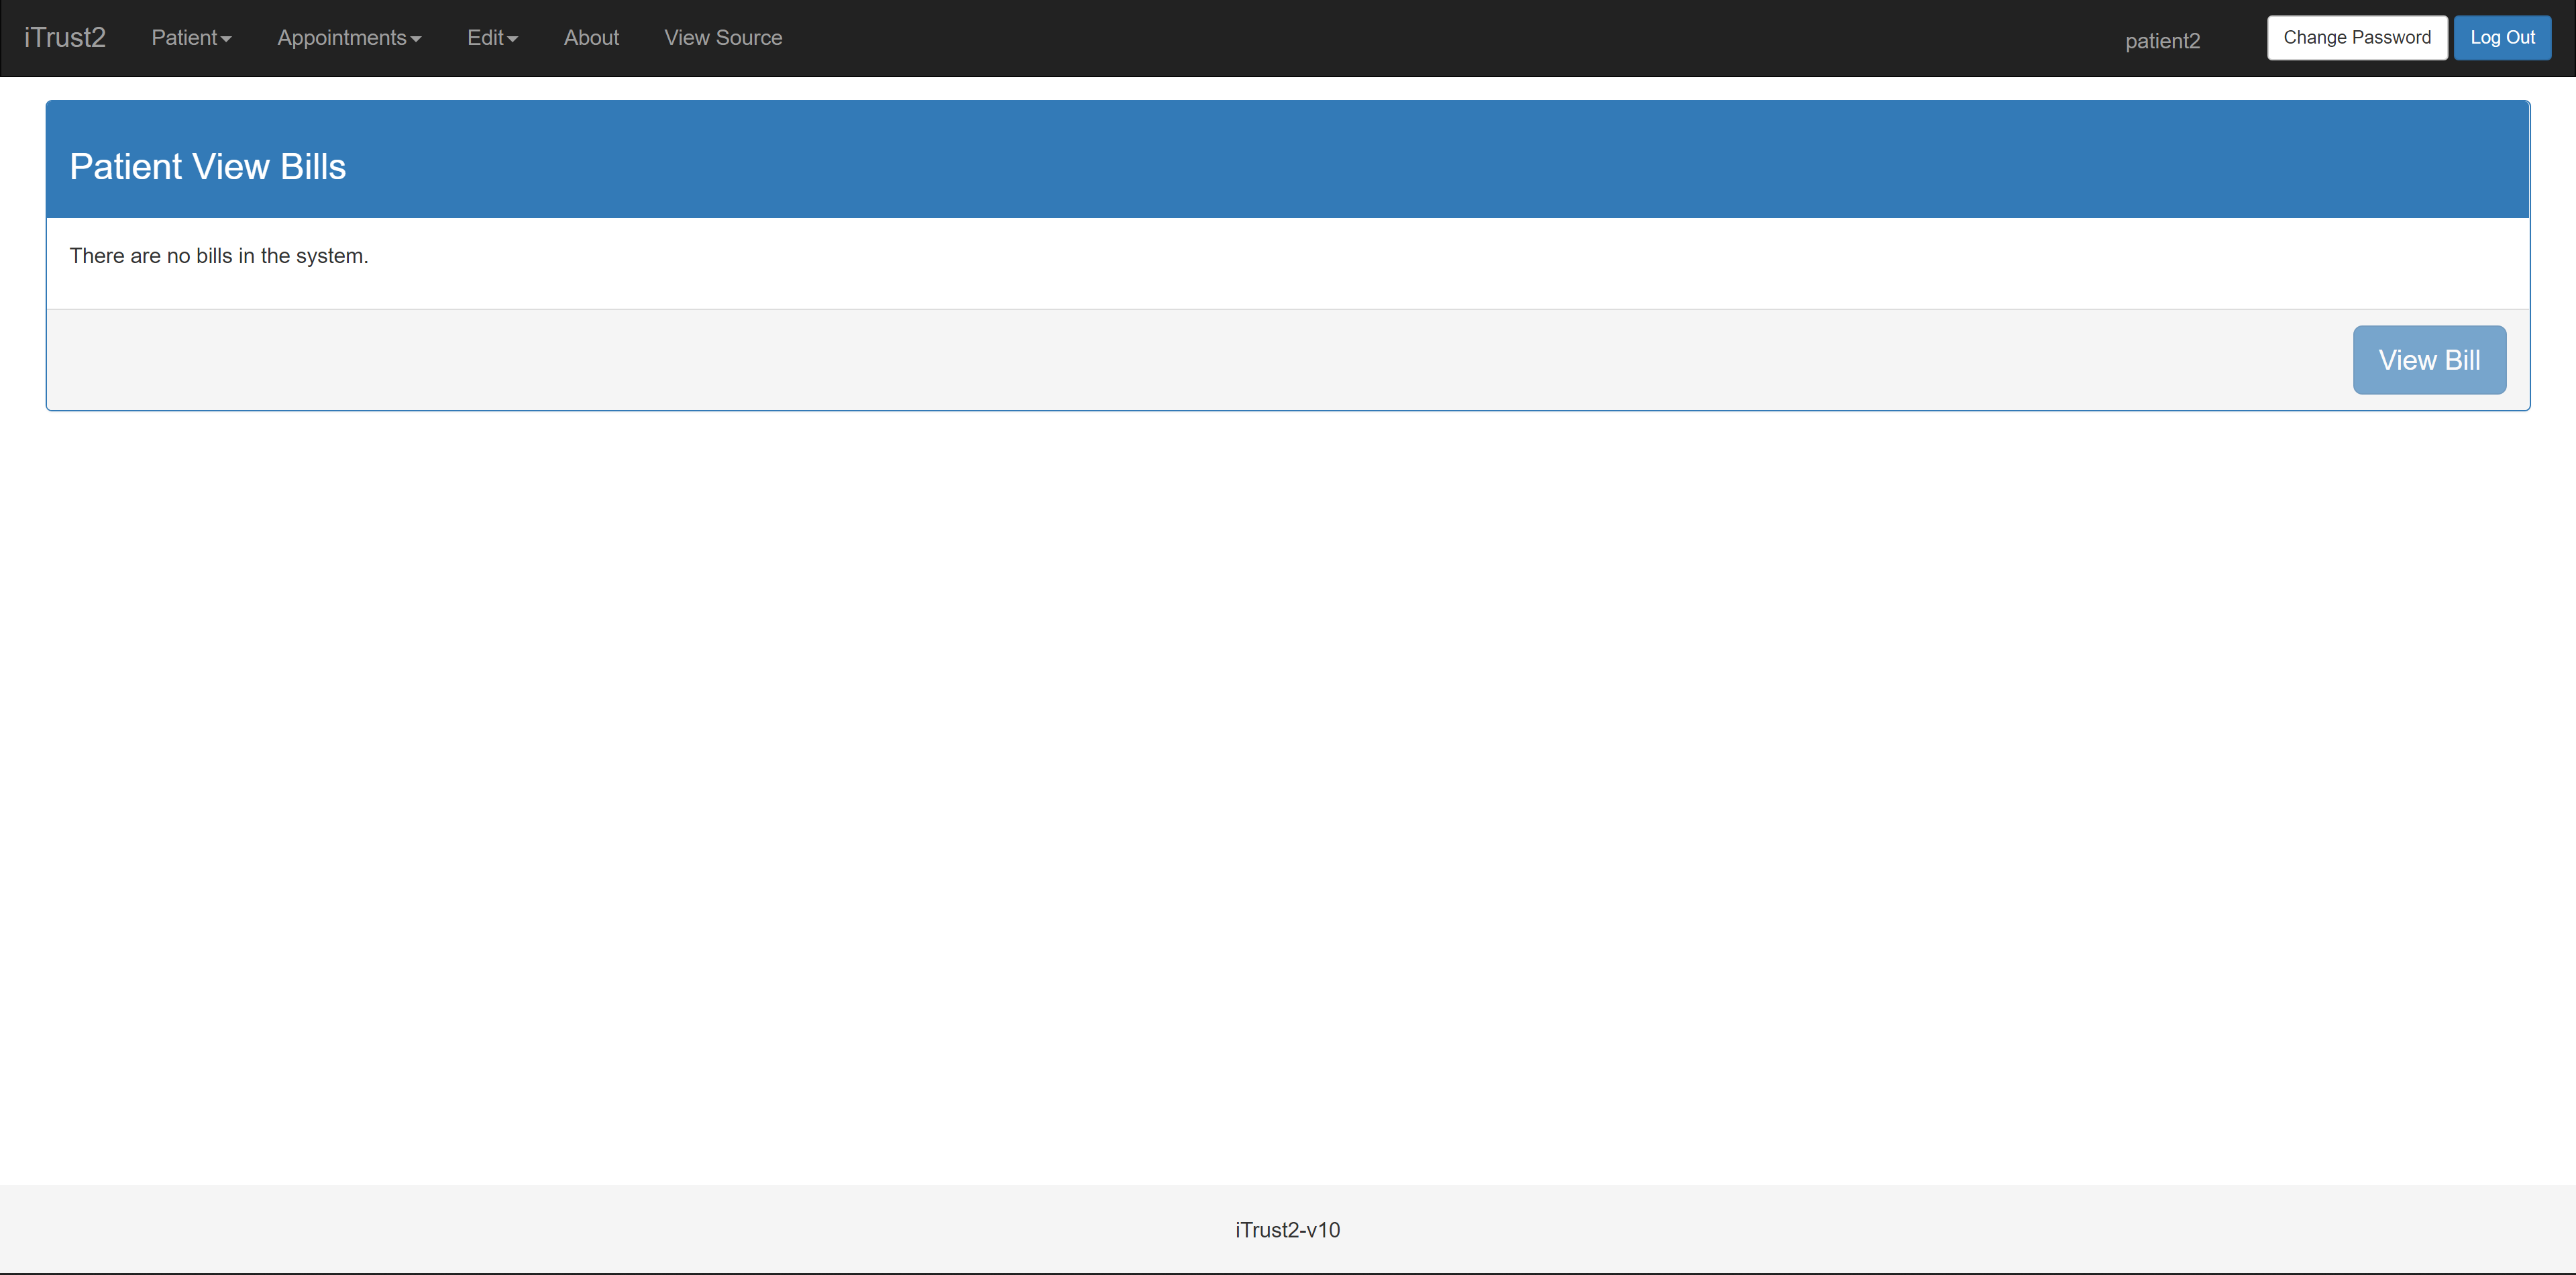 iTrust2 Patient Appointments Edit About View Source patient2 Change Password Log Out
Patient View Bills
There are no bills in the system.
View Bill
iTrust2-v10